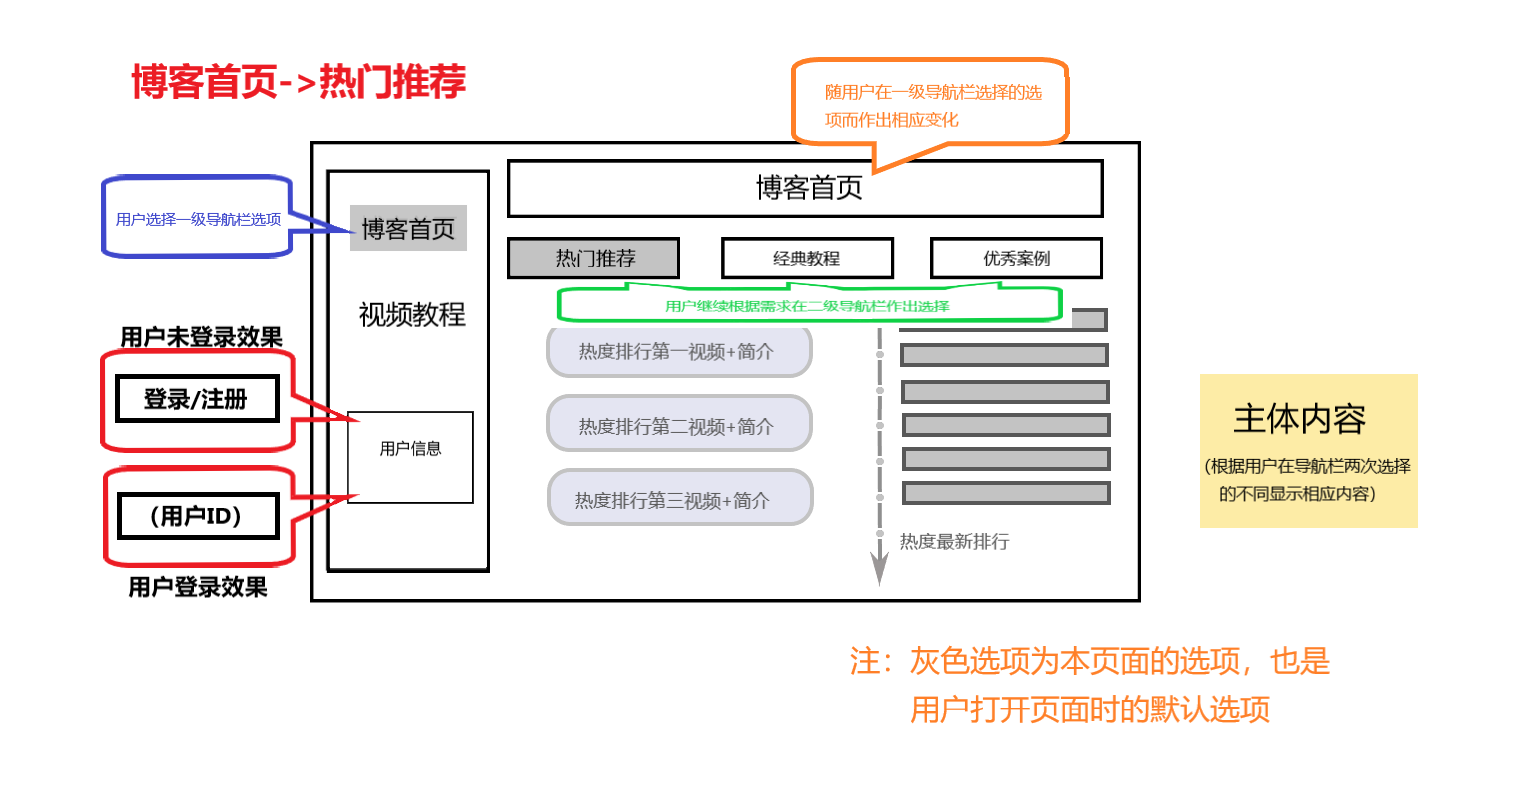 博客首页->热门推荐
随用户在一级导航栏选择的选
项而作出相应变化
博客首页
用户选择一级导航栏选项
博客首页
热门推荐
经典教程
优秀案例
用户继续根据需求在二级导航栏作出选择
视频教程
用户未登录效果
登录/注册
用户信息
(用户ID)
用户登录效果
热度排行第一视频+简介
热度排行第二视频+简介
热度排行第三视频+简介
热度最新排行
主体内容
(根据用户在导航栏两次选择
的不同显示相应内容)
注：灰色选项为本页面的选项，也是
用户打开页面时的默认选项